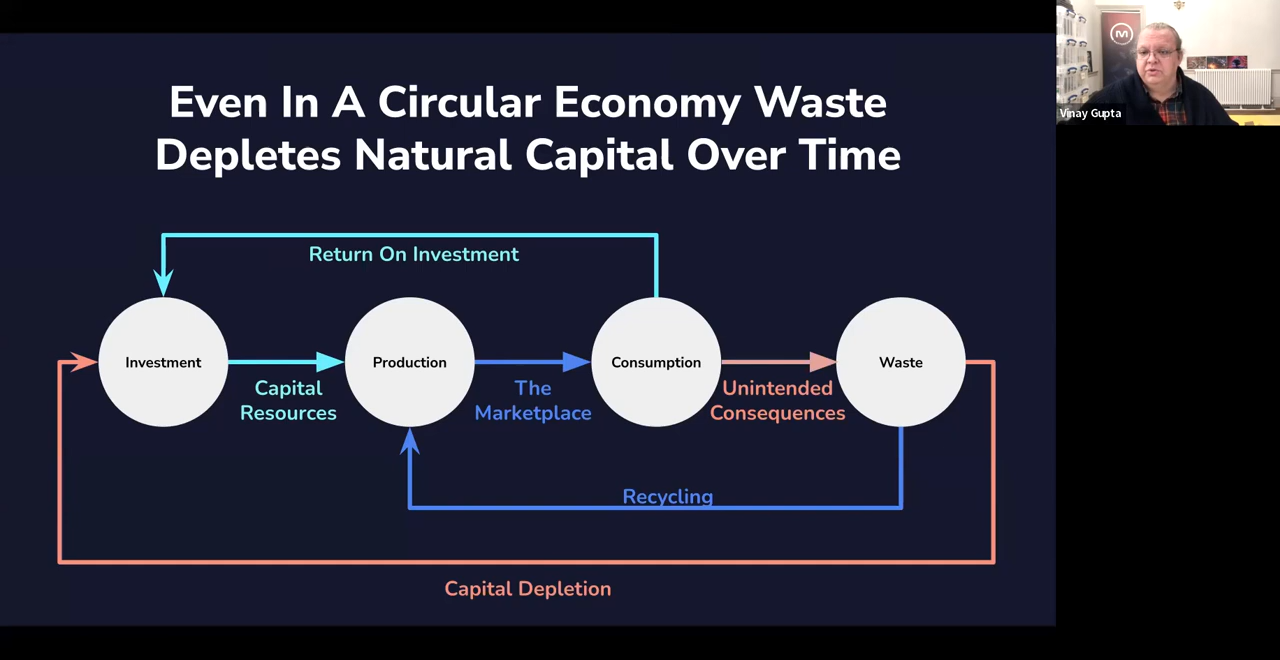 Even In A Circular Economy Waste
Depletes Natural Capital Over Time
M
Vinay Gupta
Return On Investment
Investment
Production
Consumption
Waste
Capital
Resources
The
Marketplace
Unintended
Consequences
Recycling
Capital Depletion